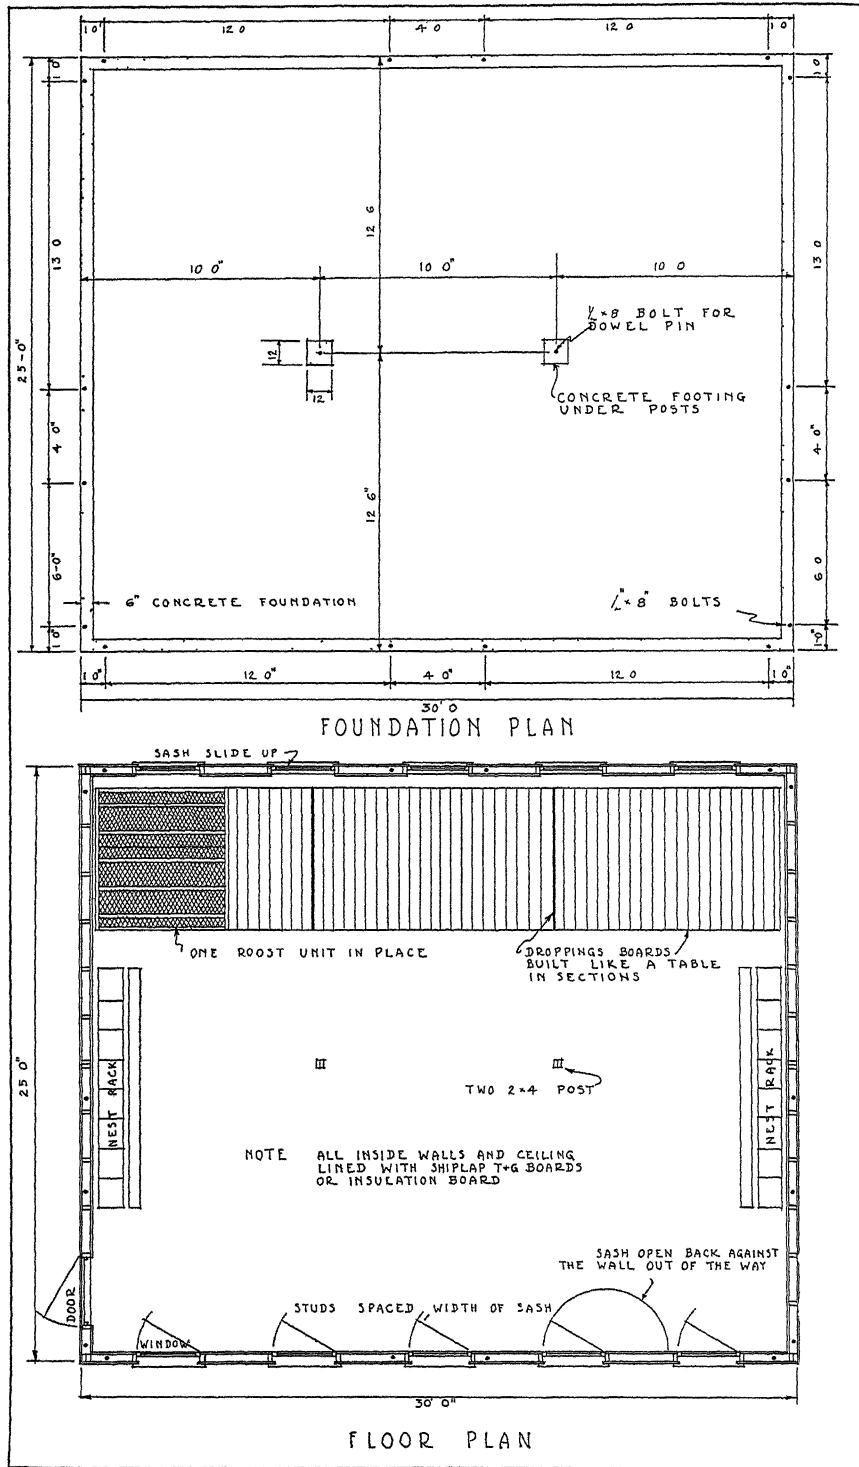 1 0'
12 0
4 0
12 0
1 0
1 0"
1 0
13 0
12 6
13 0
10 0"
10 0"
10 0
½×8 BOLT FOR
DOWEL PIN
25-0"
12
12
CONCRETE FOOTING
UNDER POSTS
4 0"
4-0"
12 6"
6-0"
6 0
6" CONCRETE FOUNDATION
½"×8" BOLTS
1 0"
1 0"
1 0"
12 0"
4 0"
12 0
1 0"
30' 0
FOUNDATION PLAN
SASH SLIDE UP
ONE ROOST UNIT IN PLACE
DROPPINGS BOARDS
BUILT LIKE A TABLE
IN SECTIONS
25 0"
NEST RACK
NEST RACK
TWO 2×4 POST
NOTE ALL INSIDE WALLS AND CEILING
LINED WITH SHIPLAP T+G BOARDS
OR INSULATION BOARD
SASH OPEN BACK AGAINST
THE WALL OUT OF THE WAY
DOOR
STUDS SPACED WIDTH OF SASH
WINDOW
30' 0"
FLOOR PLAN